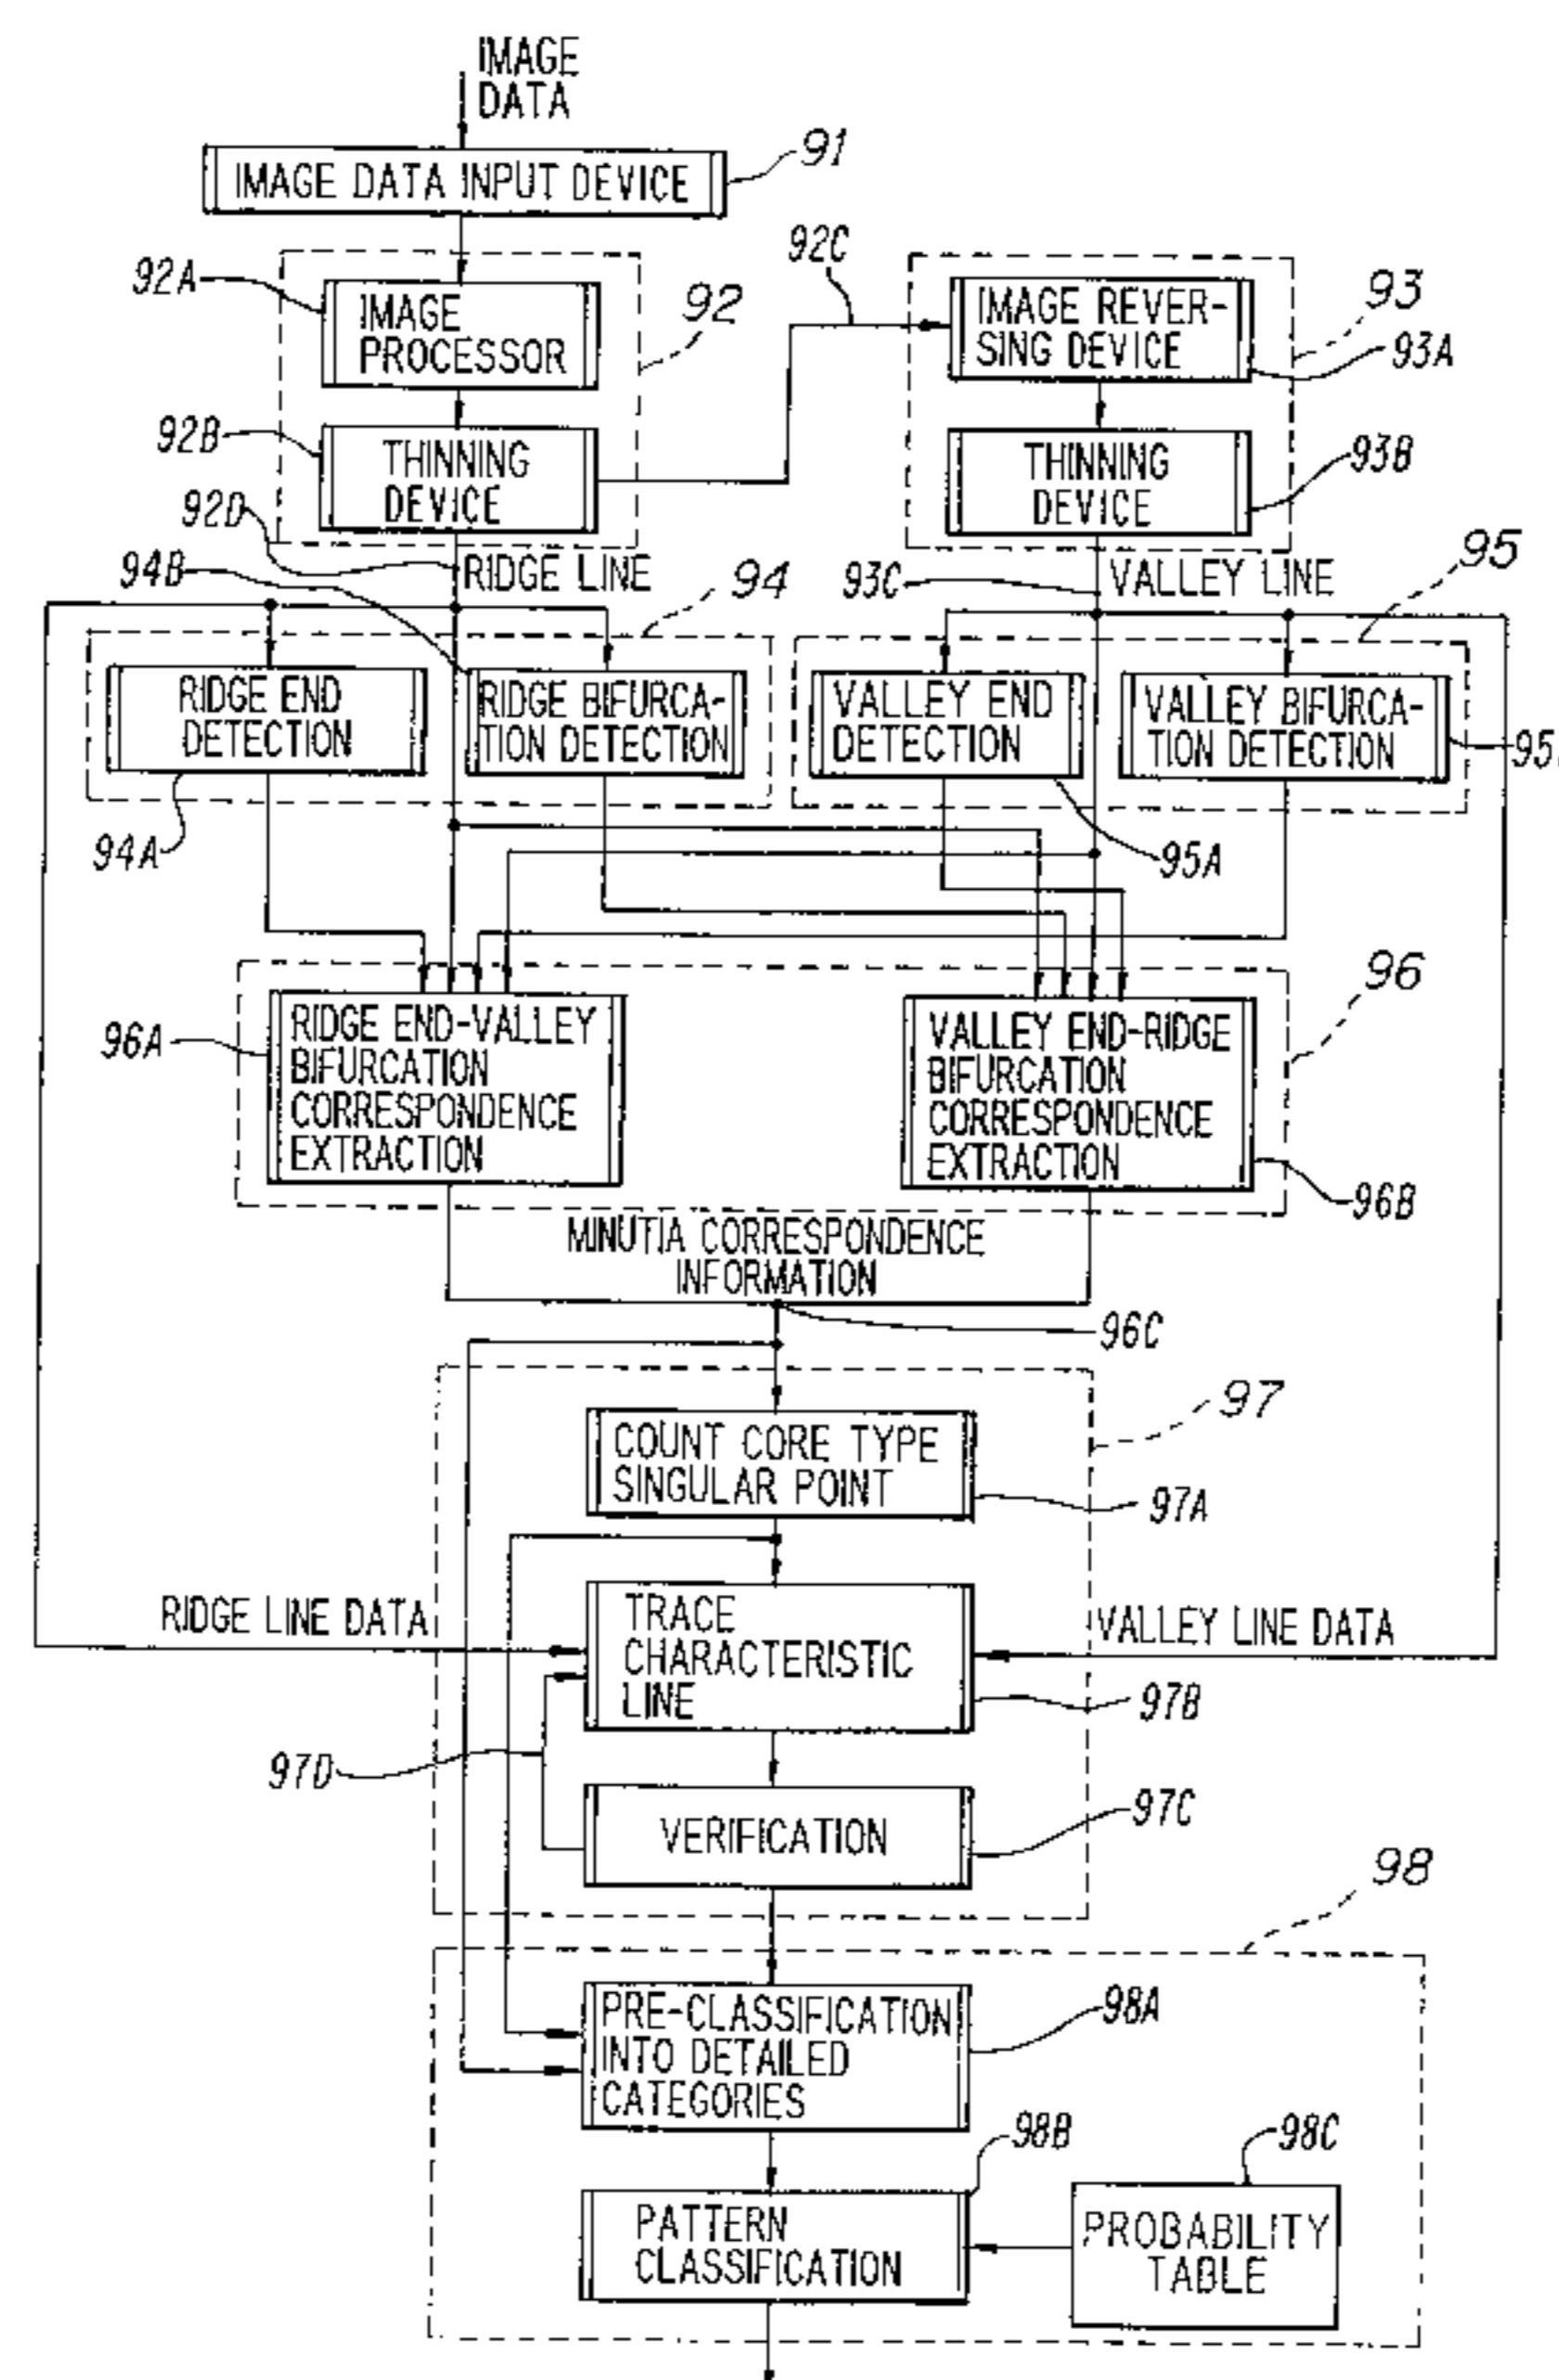 IMAGE
DATA
IMAGE DATA INPUT DEVICE
91
92A
IMAGE
PROCESSOR
92
92C
IMAGE REVER-
SING DEVICE
93
93A
92B
THINNING
DEVICE
THINNING
DEVICE
93B
92D
RIDGE LINE
93C
VALLEY LINE
94B
94
95
RIDGE END
DETECTION
RIDGE BIFURCA-
TION DETECTION
VALLEY END
DETECTION
VALLEY BIFURCA-
TION DETECTION
95
94A
95A
96
96A
RIDGE END-VALLEY
BIFURCATION
CORRESPONDENCE
EXTRACTION
VALLEY END-RIDGE
BIFURCATION
CORRESPONDENCE
EXTRACTION
96B
MINUTIA CORRESPONDENCE
INFORMATION
96C
97
COUNT CORE TYPE
SINGULAR POINT
97A
RIDGE LINE DATA
TRACE
CHARACTERISTIC
LINE
VALLEY LINE DATA
97B
97D
VERIFICATION
97C
98
PRE-CLASSIFICATION
INTO DETAILED
CATEGORIES
98A
98B
98C
PATTERN
CLASSIFICATION
PROBABILITY
TABLE